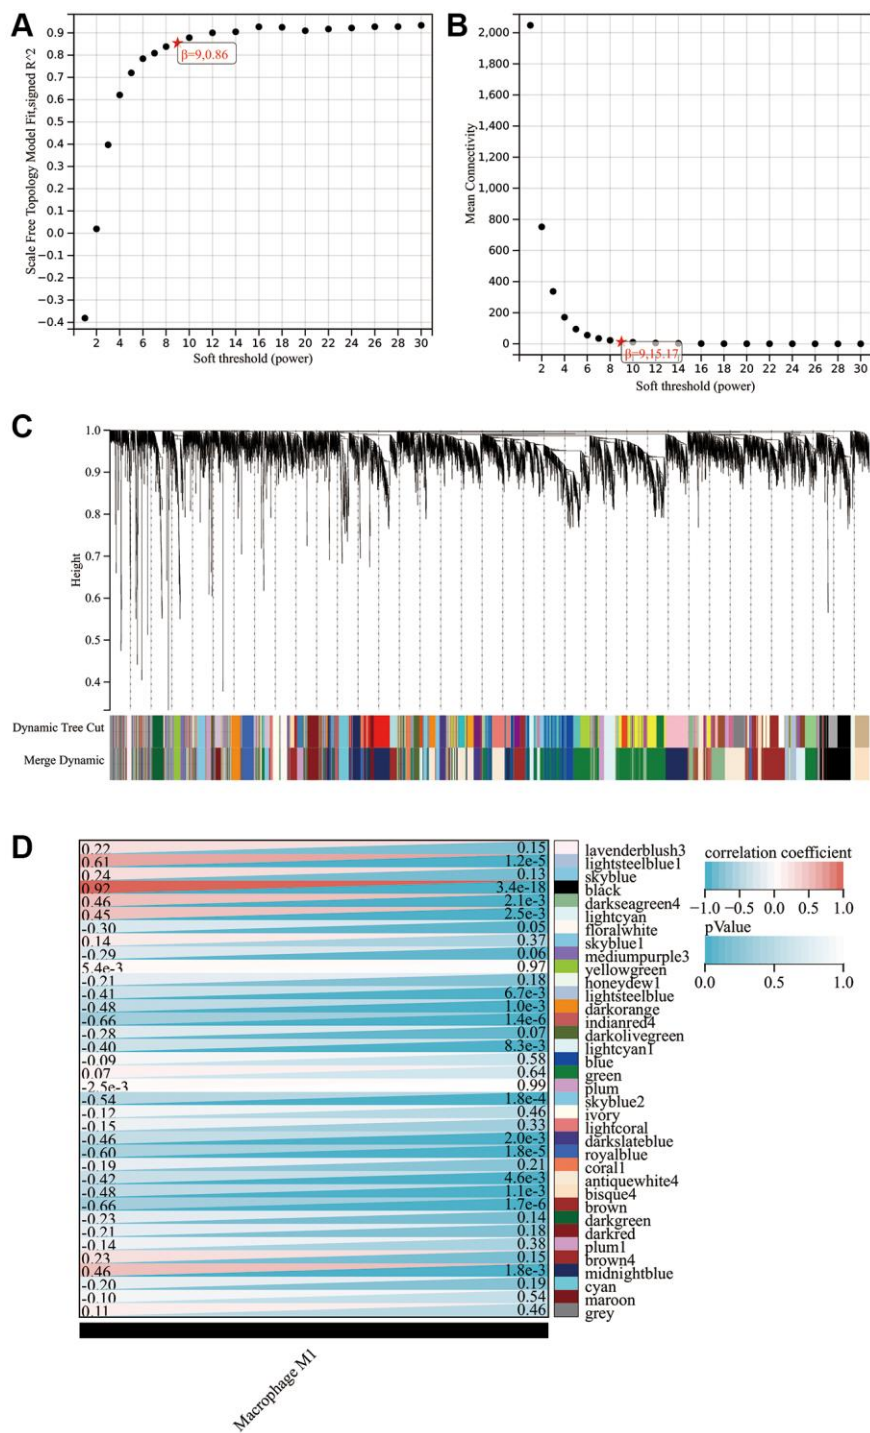 A
0.9
0.8
0.7
0.6
0.5
0.4
0.3
0.2
0.1
0.0
−0.1
−0.2
−0.3
−0.4
Scale Free Topology Model Fit,signed R^2
β=9,0.86
2 4 6 8 10 12 14 16 18 20 22 24 26 28 30
Soft threshold (power)
B
2,000
1,800
1,600
1,400
1,200
1,000
800
600
400
200
0
Mean Connectivity
β=9,15.17
2 4 6 8 10 12 14 16 18 20 22 24 26 28 30
Soft threshold (power)
C
1.0
0.9
0.8
0.7
0.6
0.5
0.4
Height
Dynamic Tree Cut
Merge Dynamic
D
0.22 0.15 lavenderblush3
0.61 1.2e-5 lightsteelblue1
0.24 0.13 skyblue
0.92 3.4e-18 black
0.46 2.1e-3 darkseagreen4
0.45 2.5e-3 lightcyan
-0.30 0.05 floralwhite
0.14 0.37 skyblue1
-0.29 0.06 mediumpurple3
5.4e-3 0.97 yellowgreen
-0.21 0.18 honeydew1
-0.41 6.7e-3 lightsteelblue
-0.48 1.0e-3 darkorange
-0.66 1.4e-6 indianred4
-0.28 0.07 darkolivegreen
-0.40 8.3e-3 lightcyan1
-0.09 0.58 blue
0.07 0.64 green
-2.5e-3 0.99 plum
-0.54 1.8e-4 skyblue2
-0.12 0.46 ivory
-0.15 0.33 lightcoral
-0.46 2.0e-3 darkslateblue
-0.60 1.8e-5 royalblue
-0.19 0.21 coral1
-0.42 4.6e-3 antiquewhite4
-0.48 1.1e-3 bisque4
-0.66 1.7e-6 brown
-0.23 0.14 darkgreen
-0.21 0.18 darkred
-0.14 0.38 plum1
0.23 0.15 brown4
0.46 1.8e-3 midnightblue
-0.20 0.19 cyan
-0.10 0.54 maroon
0.11 0.46 grey
Macrophage M1
correlation coefficient
−1.0 −0.5 0.0 0.5 1.0
pValue
0.0 0.5 1.0